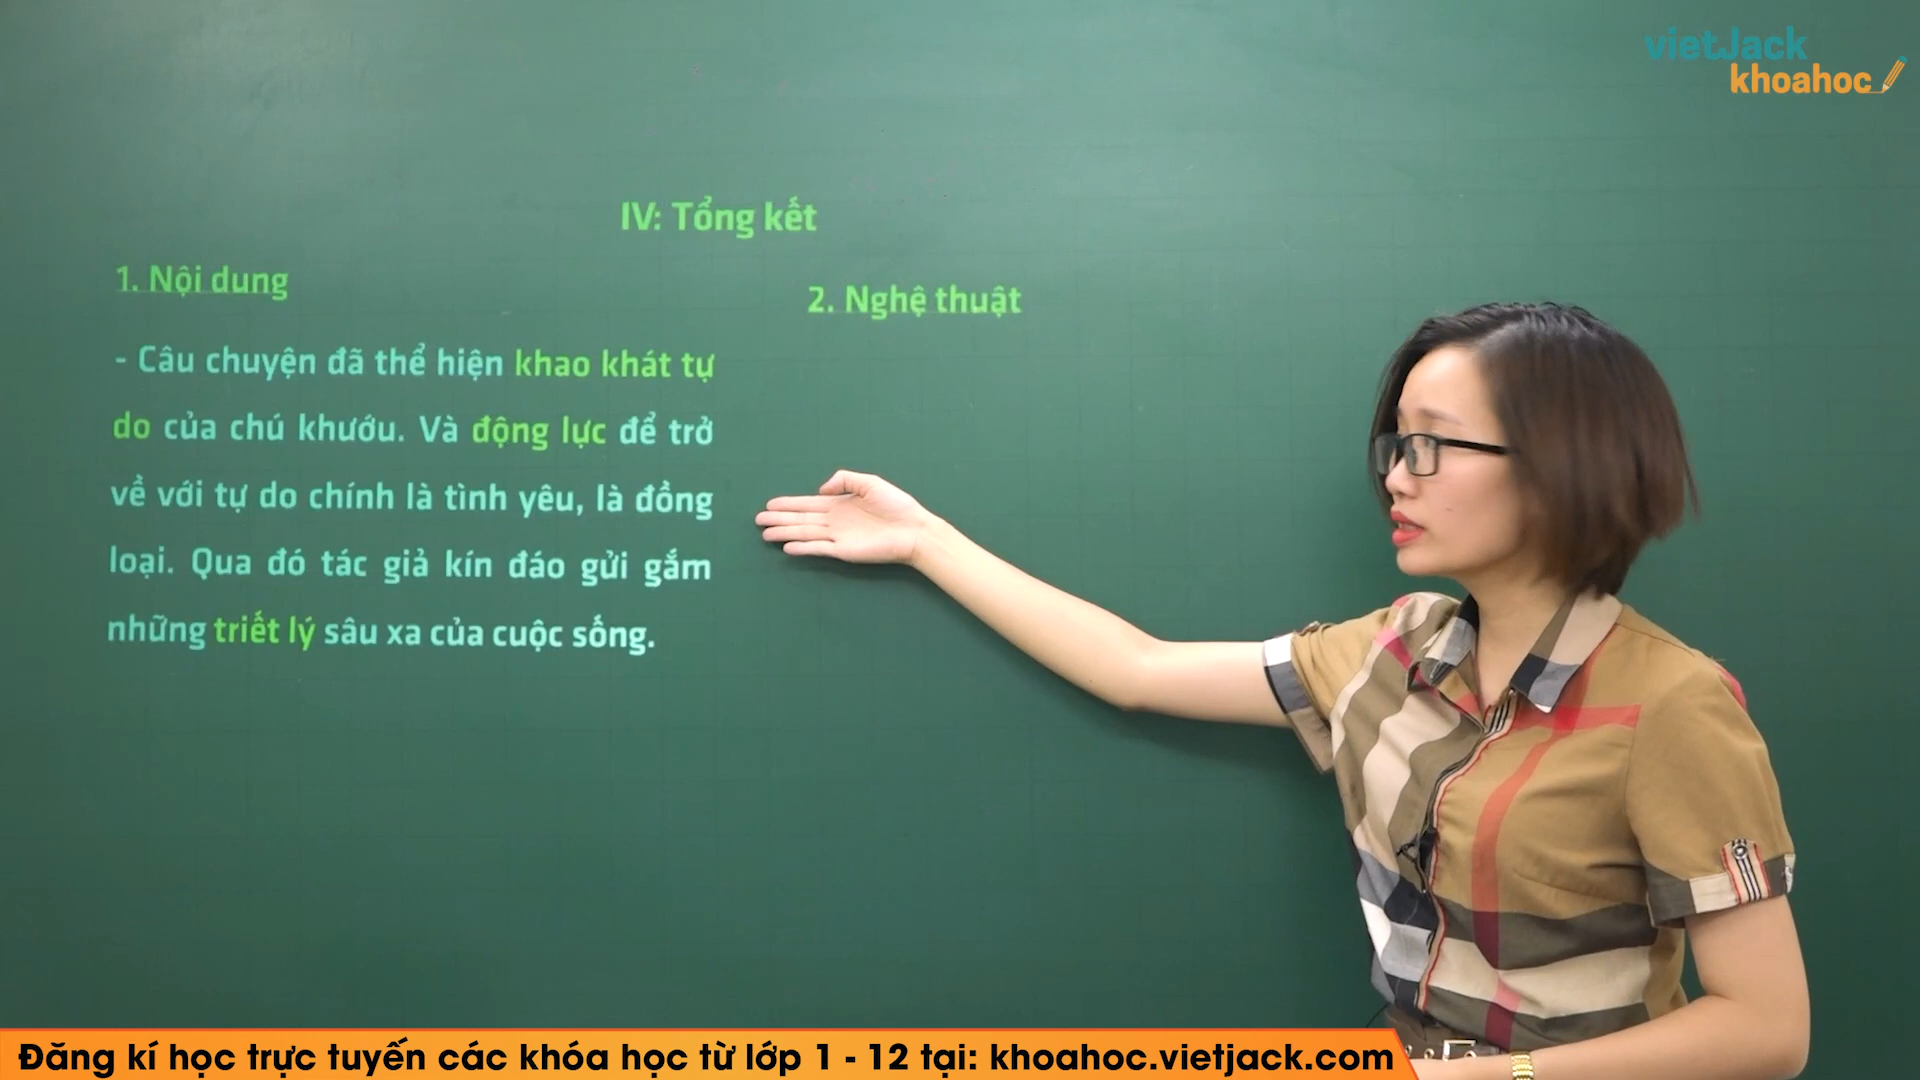 vietJack
khoahoc
IV: Tổng kết
1. Nội dung
- Câu chuyện đã thể hiện khao khát tự
do của chú khướu. Và động lực để trở
về với tự do chính là tình yêu, là đồng
loại. Qua đó tác giả kín đáo gửi gắm
những triết lý sâu xa của cuộc sống.
2. Nghệ thuật
Đăng kí học trực tuyến các khóa học từ lớp 1 - 12 tại: khoahoc.vietjack.com